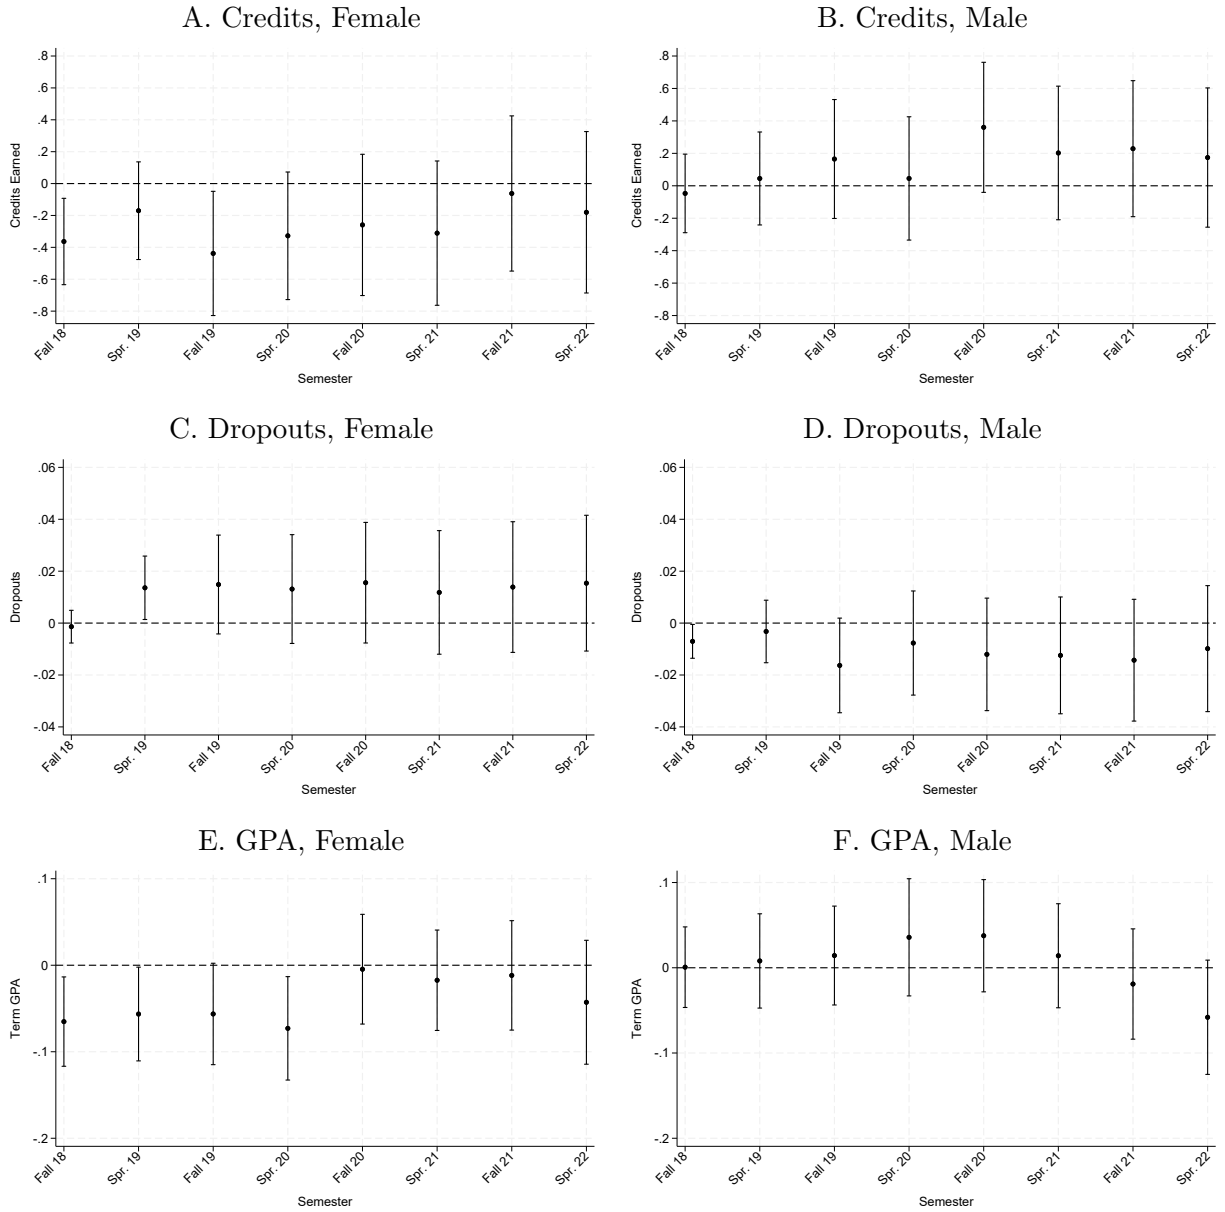 A. Credits, Female
.8
.6
.4
.2
0
-.2
-.4
-.6
-.8
Credits Earned
Fall 18
Spr. 19
Fall 19
Spr. 20
Fall 20
Spr. 21
Fall 21
Spr. 22
Semester
B. Credits, Male
.8
.6
.4
.2
0
-.2
-.4
-.6
-.8
Credits Earned
Fall 18
Spr. 19
Fall 19
Spr. 20
Fall 20
Spr. 21
Fall 21
Spr. 22
Semester
C. Dropouts, Female
.06
.04
.02
0
-.02
-.04
Dropouts
Fall 18
Spr. 19
Fall 19
Spr. 20
Fall 20
Spr. 21
Fall 21
Spr. 22
Semester
D. Dropouts, Male
.06
.04
.02
0
-.02
-.04
Dropouts
Fall 18
Spr. 19
Fall 19
Spr. 20
Fall 20
Spr. 21
Fall 21
Spr. 22
Semester
E. GPA, Female
.1
0
-.1
-.2
Term GPA
Fall 18
Spr. 19
Fall 19
Spr. 20
Fall 20
Spr. 21
Fall 21
Spr. 22
Semester
F. GPA, Male
.1
0
-.1
-.2
Term GPA
Fall 18
Spr. 19
Fall 19
Spr. 20
Fall 20
Spr. 21
Fall 21
Spr. 22
Semester